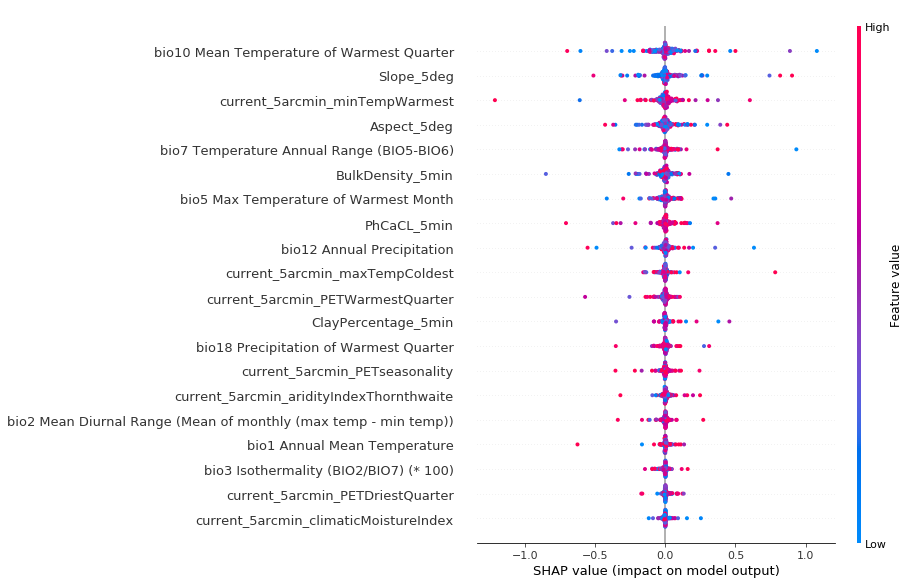 High
bio10 Mean Temperature of Warmest Quarter
Slope_5deg
current_5arcmin_minTempWarmest
Aspect_5deg
bio7 Temperature Annual Range (BIO5-BIO6)
BulkDensity_5min
bio5 Max Temperature of Warmest Month
PhCaCL_5min
bio12 Annual Precipitation
current_5arcmin_maxTempColdest
current_5arcmin_PETWarmestQuarter
ClayPercentage_5min
bio18 Precipitation of Warmest Quarter
current_5arcmin_PETseasonality
current_5arcmin_aridityIndexThornthwaite
bio2 Mean Diurnal Range (Mean of monthly (max temp - min temp))
bio1 Annual Mean Temperature
bio3 Isothermality (BIO2/BIO7) (* 100)
current_5arcmin_PETDriestQuarter
current_5arcmin_climaticMoistureIndex
Feature value
Low
−1.0 −0.5 0.0 0.5 1.0
SHAP value (impact on model output)